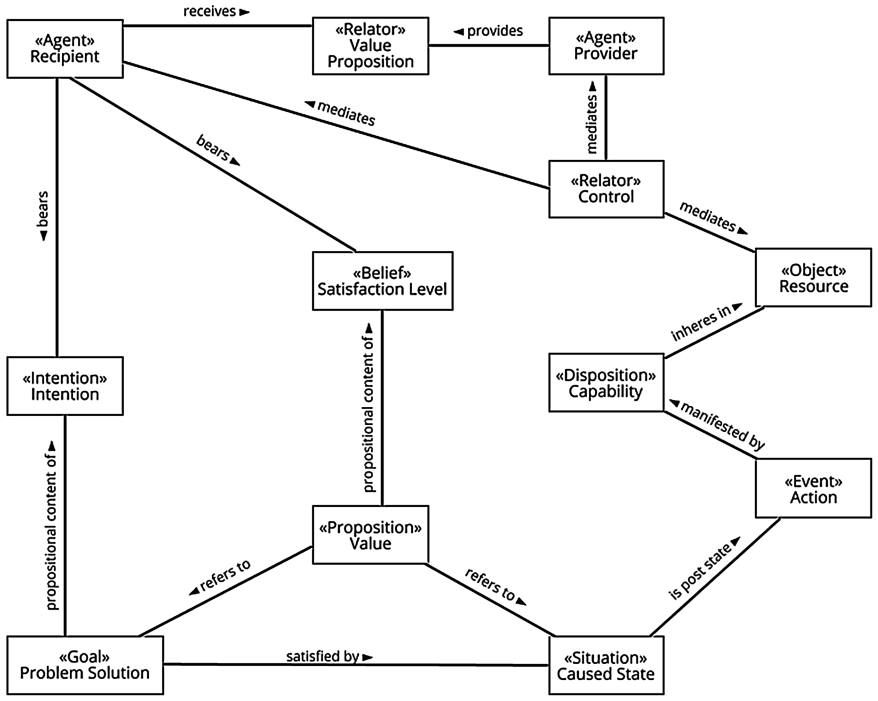 receives ►
«Agent»
Recipient
«Relator»
Value
Proposition
◄ provides
«Agent»
Provider
◄ mediates
mediates ►
bears ►
«Relator»
Control
◄ bears
mediates ►
«Belief»
Satisfaction Level
«Object»
Resource
inheres in ►
propositional content of ►
«Intention»
Intention
«Disposition»
Capability
◄ manifested by
propositional content of ►
«Event»
Action
«Proposition»
Value
◄ refers to
refers to ►
is post state ►
«Goal»
Problem Solution
satisfied by ►
«Situation»
Caused State